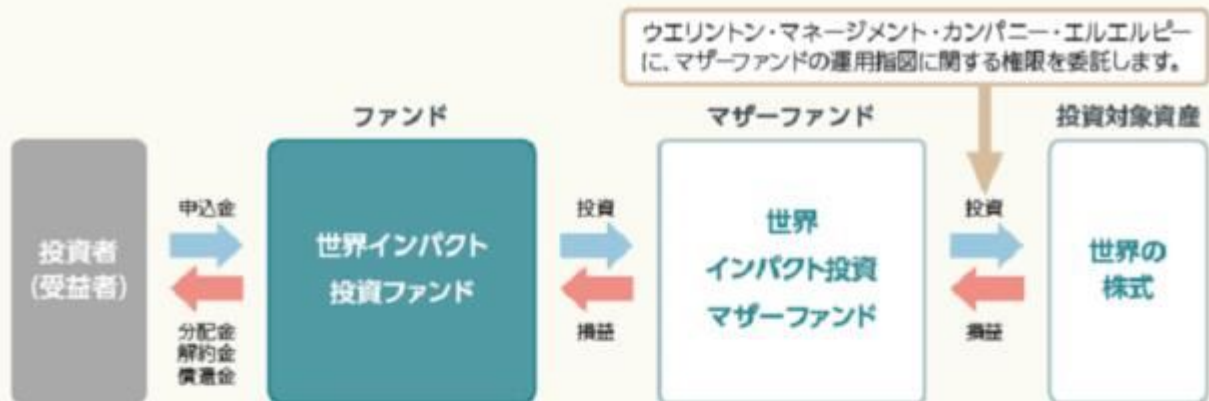 ウエリントン・マネージメント・カンパニー・エルエルピー
に、マザーファンドの運用指図に関する権限を委託します。
ファンド
マザーファンド
投資対象資産
投資者
(受益者)
申込金
分配金
解約金
償還金
世界インパクト
投資ファンド
投資
損益
世界
インパクト投資
マザーファンド
投資
損益
世界の
株式